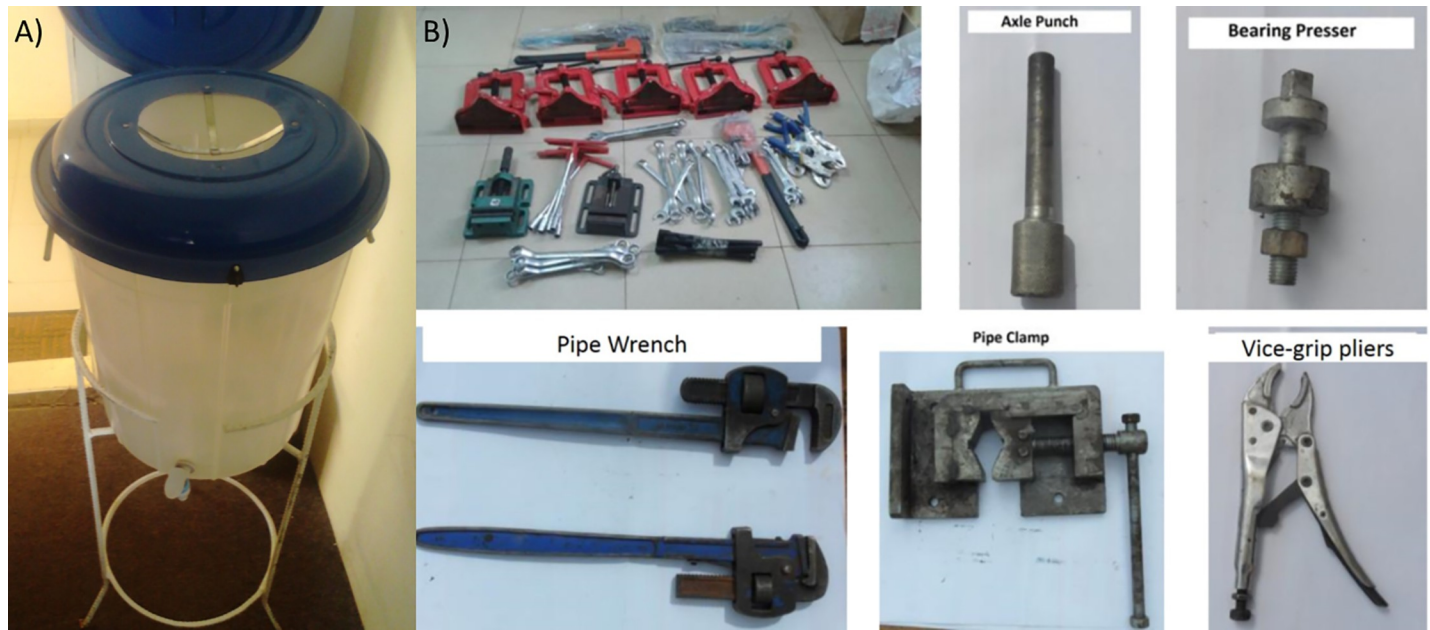 A)
B)
Axle Punch
Bearing Presser
Pipe Wrench
Pipe Clamp
Vice-grip pliers